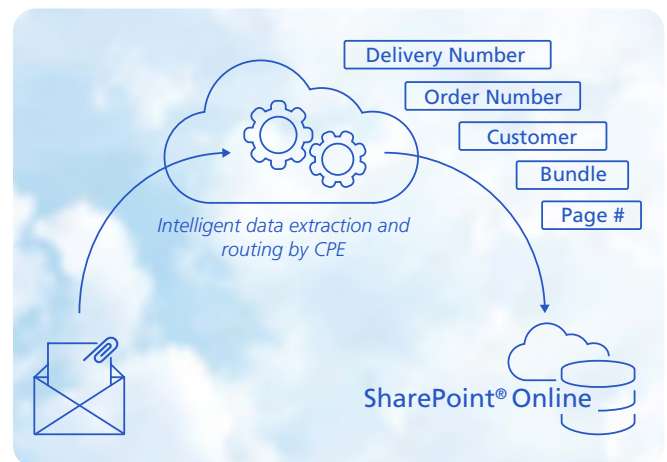 Delivery Number
Order Number
Customer
Bundle
Page #
Intelligent data extraction and
routing by CPE
SharePoint® Online